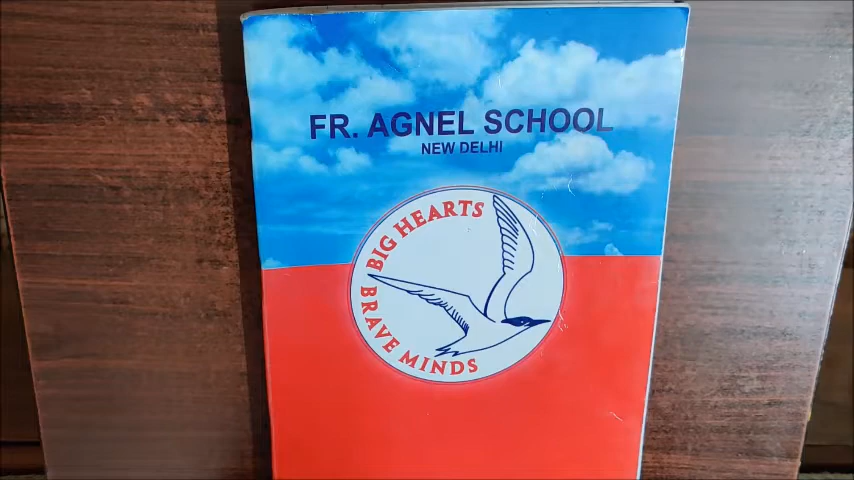 FR. AGNEL SCHOOL
NEW DELHI
BIG HEARTS
BRAVE MINDS